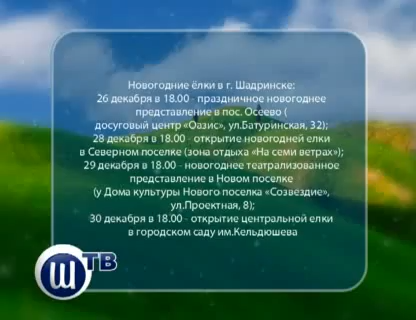 Новогодние ёлки в г. Шадринске:
26 декабря в 18.00 - праздничное новогоднее
представление в пос. Осеево (
досуговый центр «Оазис», ул.Батуринская, 32);
28 декабря в 18.00 - открытие новогодней елки
в Северном поселке (зона отдыха «На семи ветрах»);
29 декабря в 18.00 - новогоднее театрализованное
представление в Новом поселке
(у Дома культуры Нового поселка «Созвездие»,
ул.Проектная, 8);
30 декабря в 18.00 - открытие центральной елки
в городском саду им.Кельдюшева
Ш ТВ